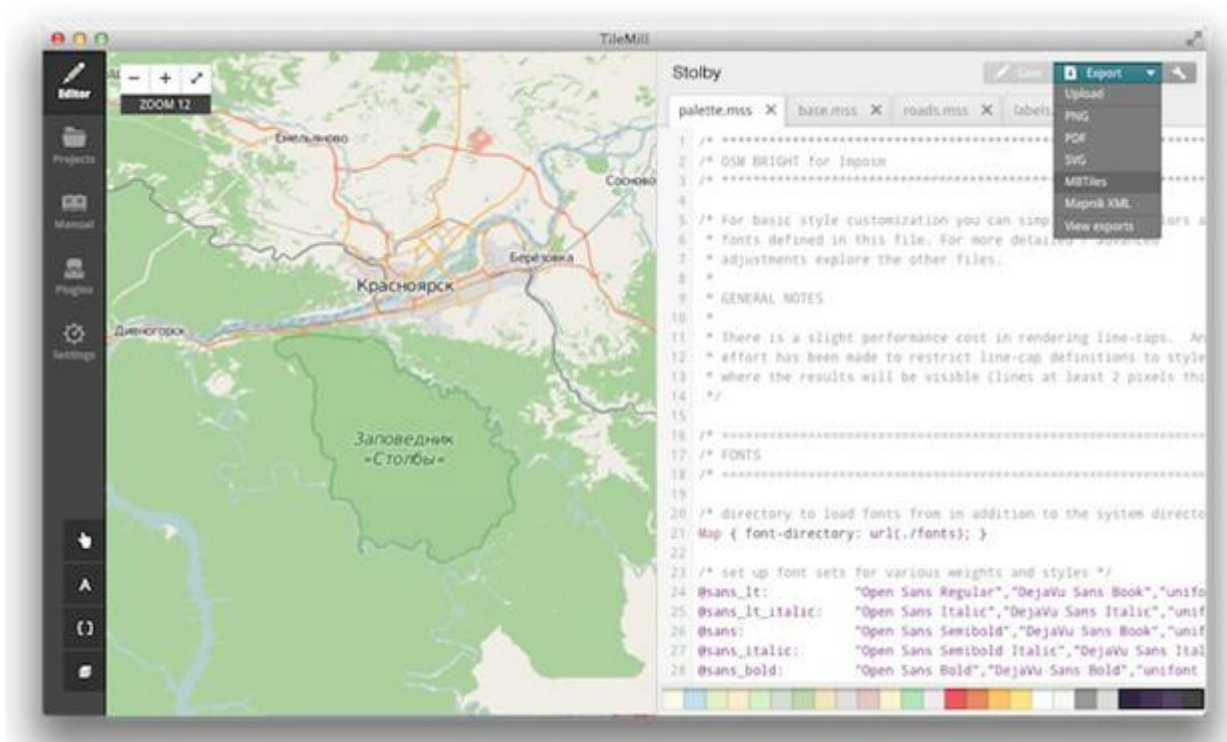 TileMill
Editor
Projects
Manual
Plugins
Settings
ZOOM 12
Емельяново
Сосново
Берёзовка
Красноярск
Дивногорск
Заповедник
«Столбы»
A
Stolby
Save
Export
Upload
PNG
PDF
SVG
MBTiles
Mapnik XML
View exports
palette.mss
base.mss
roads.mss
labels.
1
2 /* OSM BRIGHT for Imposm
3
4
5 /* For basic style customization you can simp
6 * fonts defined in this file. For more detailed / advanced
7 * adjustments explore the other files.
8 *
9 * GENERAL NOTES
10 *
11 * There is a slight performance cost in rendering line-caps. An
12 * effort has been made to restrict line-cap definitions to style
13 * where the results will be visible (lines at least 2 pixels thi
14 */
15
16
17 /* FONTS
18
19
20 /* directory to load fonts from in addition to the system directo
21 Map { font-directory: url(./fonts); }
22
23 /* set up font sets for various weights and styles */
24 @sans_lt: "Open Sans Regular","DejaVu Sans Book","unifo
25 @sans_lt_italic: "Open Sans Italic","DejaVu Sans Italic","unif
26 @sans: "Open Sans Semibold","DejaVu Sans Book","unif
27 @sans_italic: "Open Sans Semibold Italic","DejaVu Sans Ital
28 @sans_bold: "Open Sans Bold","DejaVu Sans Bold","unifont